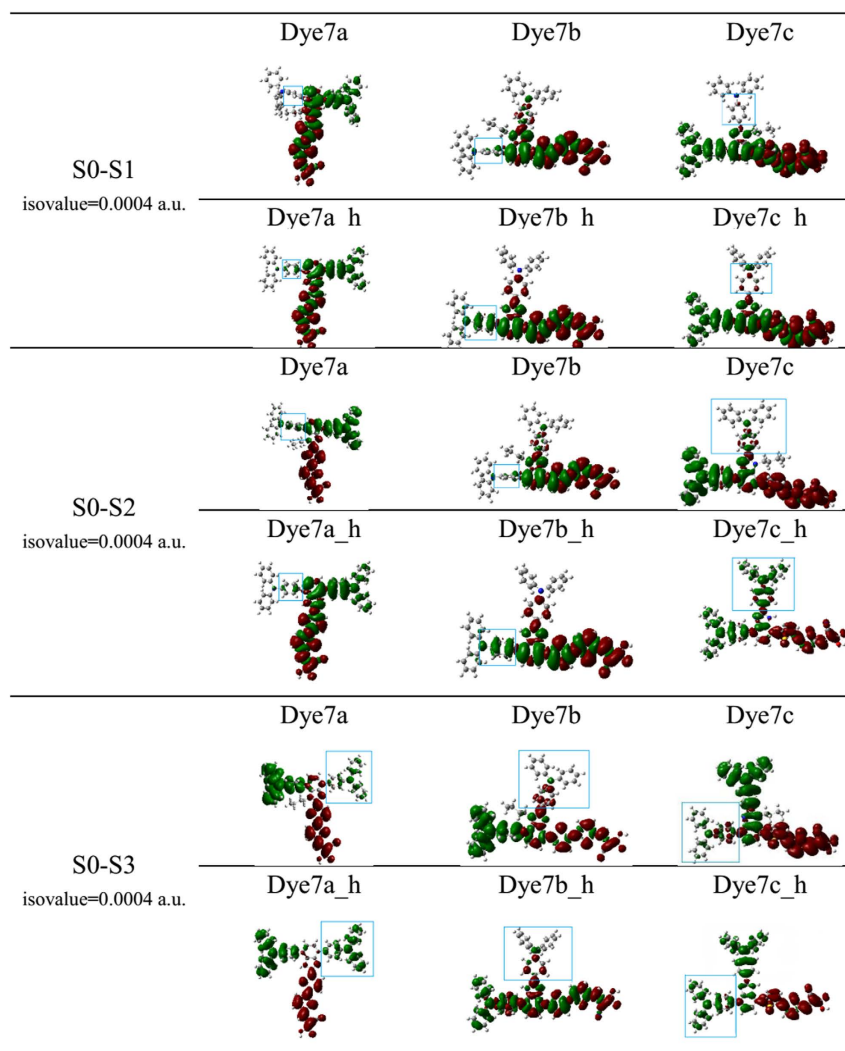 Dye7a Dye7b Dye7c
S0-S1
isovalue=0.0004 a.u.
Dye7a_h Dye7b_h Dye7c_h
Dye7a Dye7b Dye7c
S0-S2
isovalue=0.0004 a.u.
Dye7a_h Dye7b_h Dye7c_h
Dye7a Dye7b Dye7c
S0-S3
isovalue=0.0004 a.u.
Dye7a_h Dye7b_h Dye7c_h